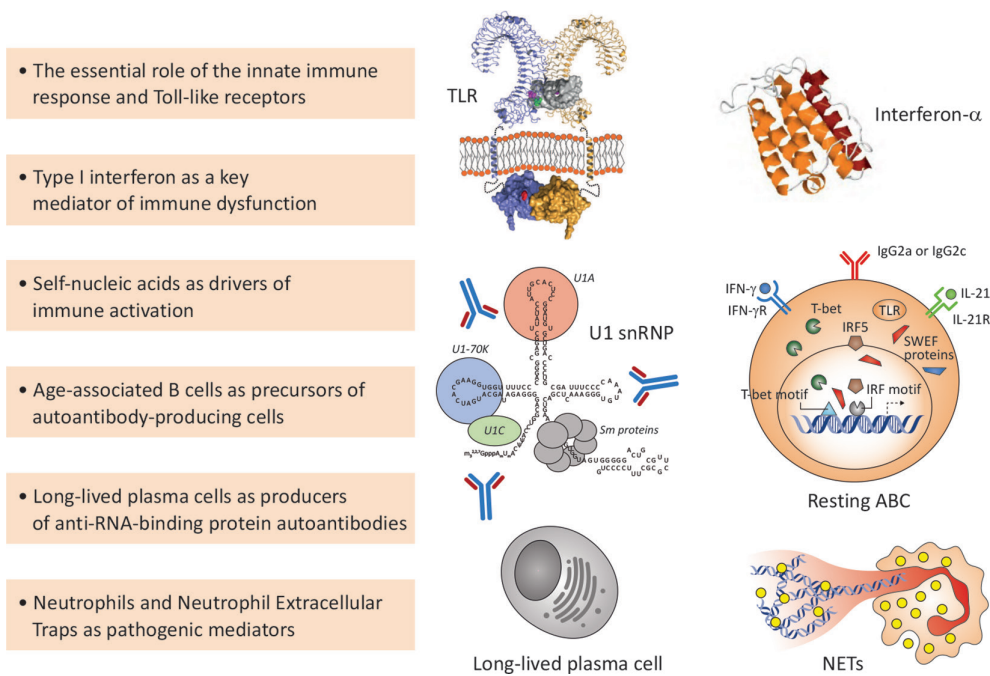 • The essential role of the innate immune
response and Toll-like receptors
• Type I interferon as a key
mediator of immune dysfunction
• Self-nucleic acids as drivers of
immune activation
• Age-associated B cells as precursors of
autoantibody-producing cells
• Long-lived plasma cells as producers
of anti-RNA-binding protein autoantibodies
• Neutrophils and Neutrophil Extracellular
Traps as pathogenic mediators
TLR
Interferon-α
U1A
U1 snRNP
U1-70K
U1C
Sm proteins
IgG2a or IgG2c
IFN-γ
IFN-γR
T-bet
IRF5
TLR
IL-21
IL-21R
SWEF
proteins
T-bet motif
IRF motif
Resting ABC
Long-lived plasma cell
NETs